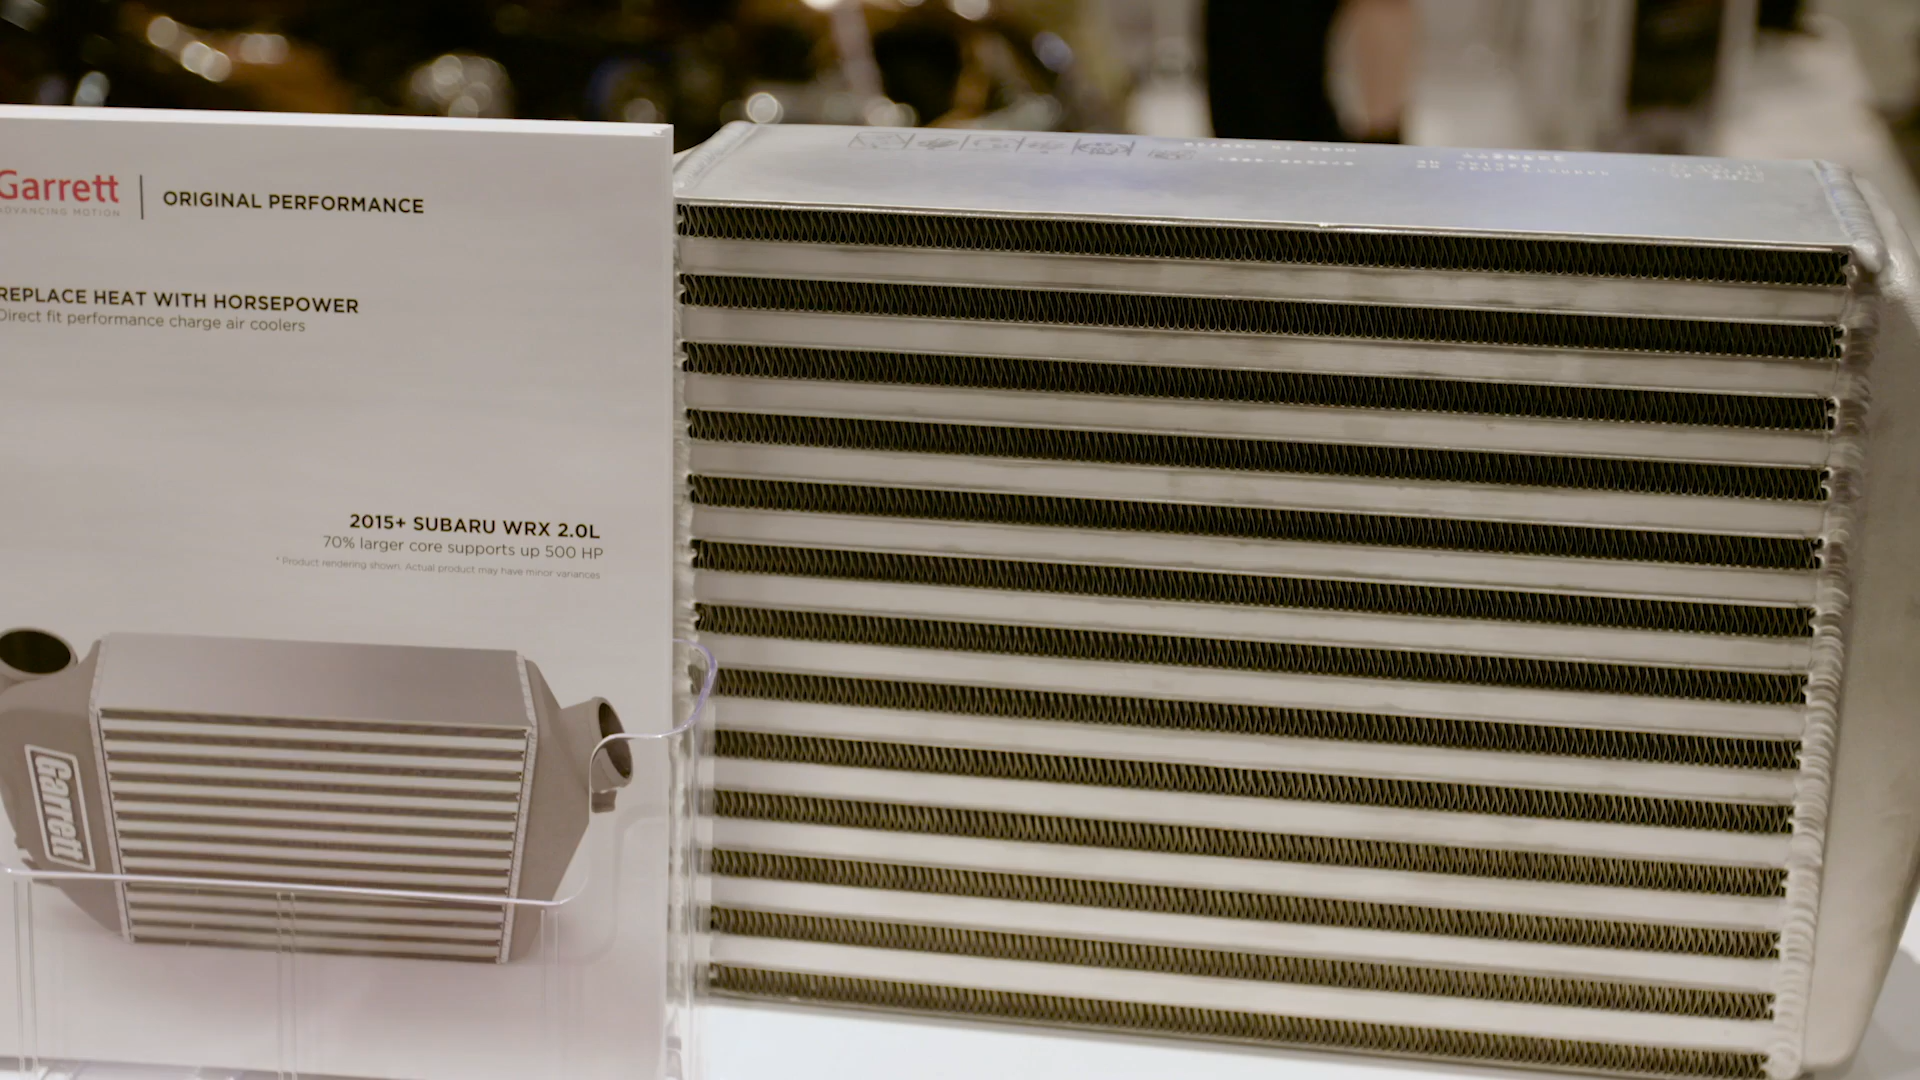 Garrett
ADVANCING MOTION
ORIGINAL PERFORMANCE
REPLACE HEAT WITH HORSEPOWER
Direct fit performance charge air coolers
2015+ SUBARU WRX 2.0L
70% larger core supports up 500 HP
* Product rendering shown. Actual product may have minor variances
Garrett